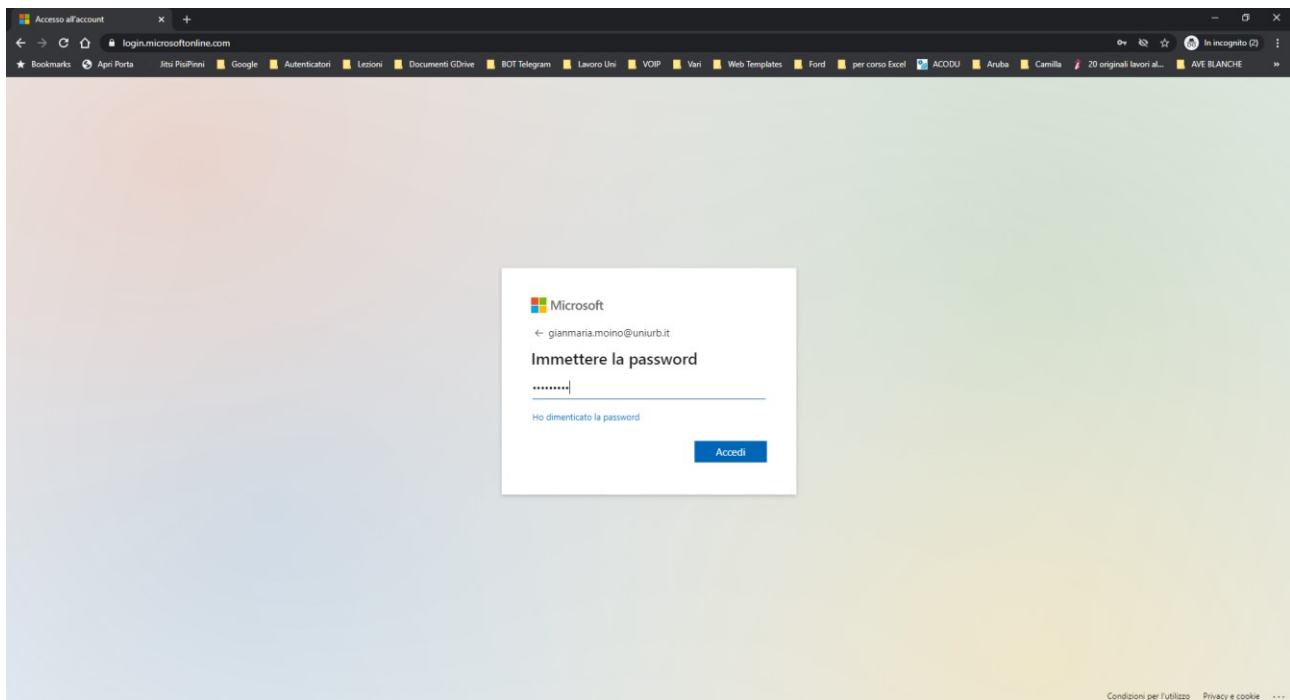 Accesso all'account
In incognito (2)
login.microsoftonline.com
Bookmarks Apri Porta Jitsi PisiPinni Google Autenticatori Lezioni Documenti GDrive BOT Telegram Lavoro Uni VOIP Vari Web Templates Ford per corso Excel ACODU Aruba Camilla 20 originali lavori al... AVE BLANCHE »
Microsoft
← gianmaria.moino@uniurb.it
Immettere la password
•••••••••
Ho dimenticato la password
Accedi
Condizioni per l'utilizzo Privacy e cookie ...